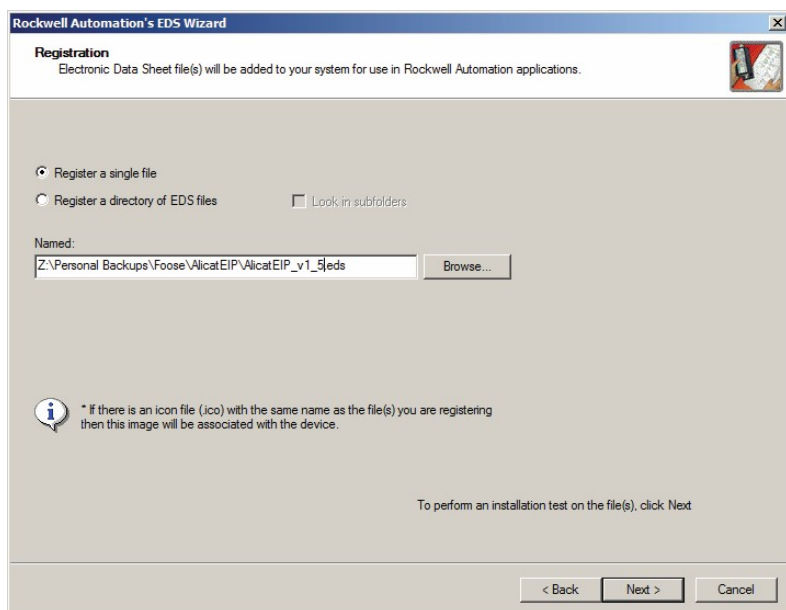 Rockwell Automation's EDS Wizard
Registration
Electronic Data Sheet file(s) will be added to your system for use in Rockwell Automation applications.
Register a single file
Register a directory of EDS files
Look in subfolders
Named:
Z:\Personal Backups\Foose\AlicatEIP\AlicatEIP_v1_5.eds
Browse...
* If there is an icon file (.ico) with the same name as the file(s) you are registering
then this image will be associated with the device.
To perform an installation test on the file(s), click Next
< Back
Next >
Cancel